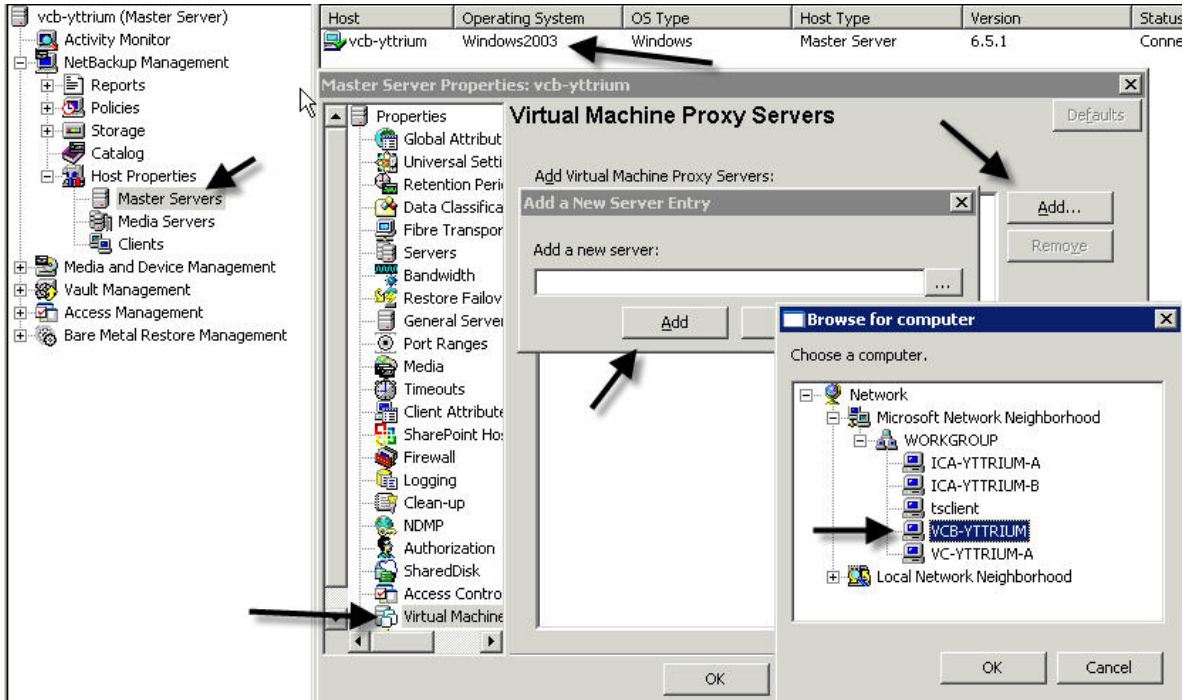 vcb-yttrium (Master Server)
Activity Monitor
NetBackup Management
Reports
Policies
Storage
Catalog
Host Properties
Master Servers
Media Servers
Clients
Media and Device Management
Vault Management
Access Management
Bare Metal Restore Management
Host Operating System OS Type Host Type Version Status
vcb-yttrium Windows2003 Windows Master Server 6.5.1 Conne
Master Server Properties: vcb-yttrium
Properties
Global Attribut
Universal Setti
Retention Peri
Data Classifica
Fibre Transpor
Servers
Bandwidth
Restore Failov
General Server
Port Ranges
Media
Timeouts
Client Attribute
SharePoint Ho
Firewall
Logging
Clean-up
NDMP
Authorization
SharedDisk
Access Contro
Virtual Machine
Virtual Machine Proxy Servers
Defaults
Add Virtual Machine Proxy Servers:
Add...
Remove
OK
Add a New Server Entry
Add a new server:
...
Add
Browse for computer
Choose a computer.
Network
Microsoft Network Neighborhood
WORKGROUP
ICA-YTTRIUM-A
ICA-YTTRIUM-B
tsclient
VCB-YTTRIUM
VC-YTTRIUM-A
Local Network Neighborhood
OK Cancel